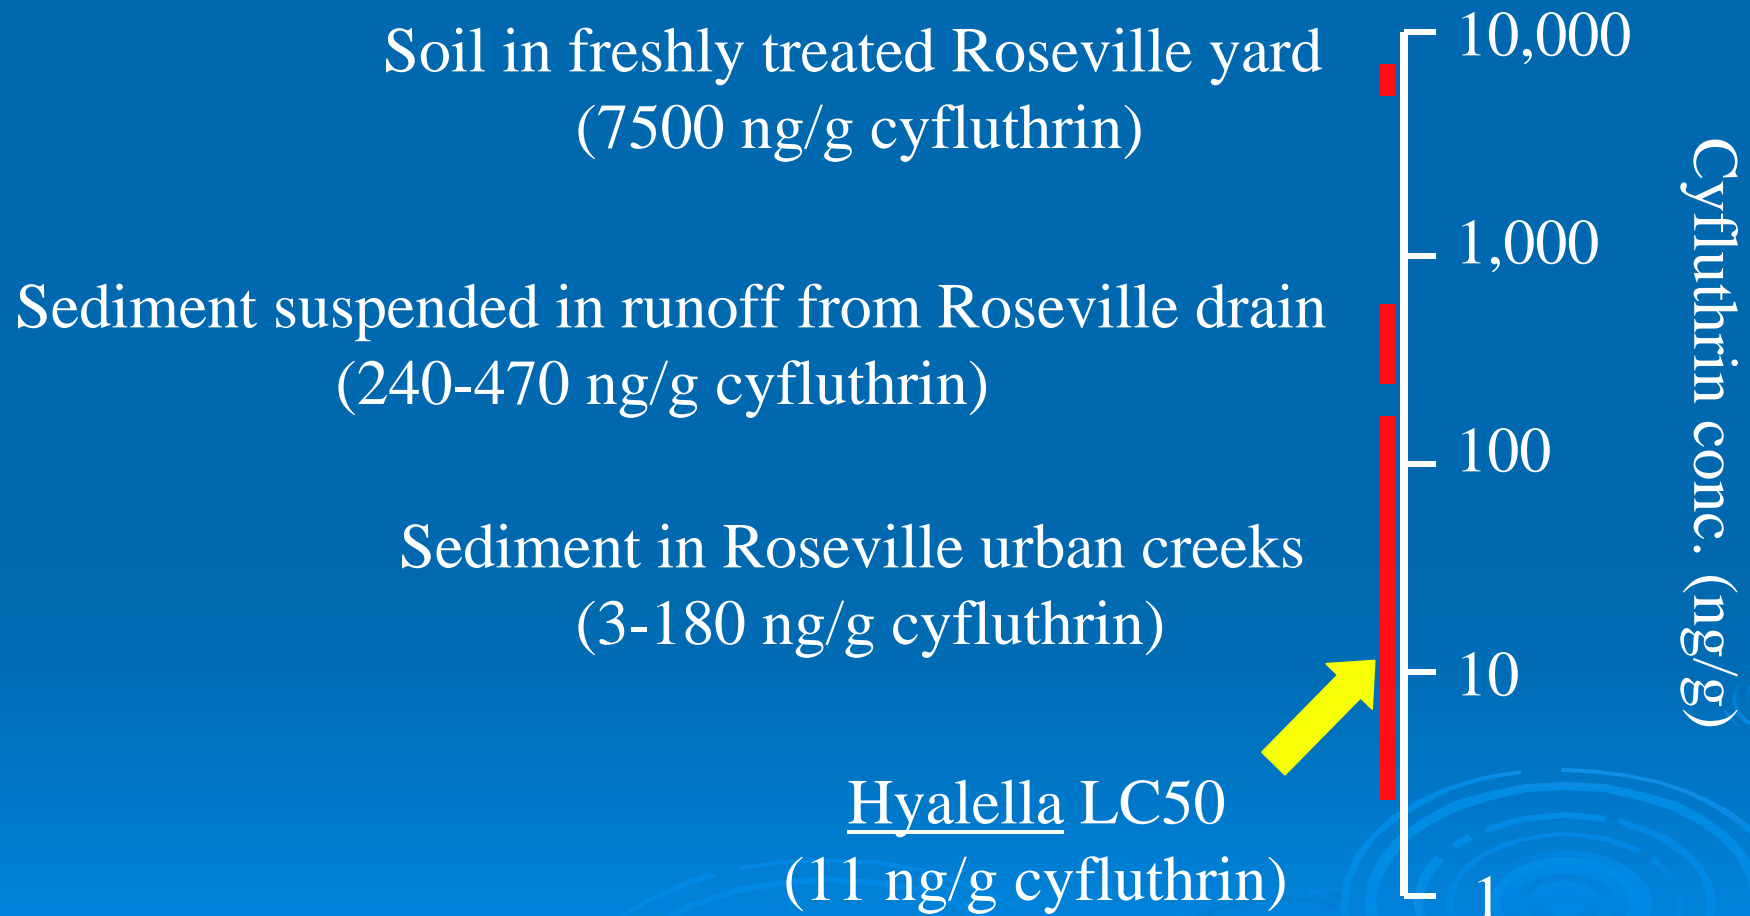 Soil in freshly treated Roseville yard
(7500 ng/g cyfluthrin)
Sediment suspended in runoff from Roseville drain
(240-470 ng/g cyfluthrin)
Sediment in Roseville urban creeks
(3-180 ng/g cyfluthrin)
Hyalella LC50
(11 ng/g cyfluthrin)
10,000
1,000
100
10
1
Cyfluthrin conc. (ng/g)